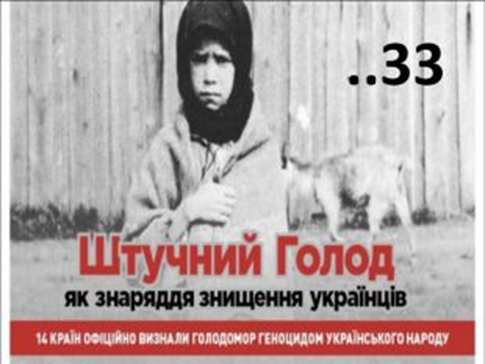 ..33
Штучний Голод
як знаряддя знищення українців
14 КРАЇН ОФІЦІЙНО ВИЗНАЛИ ГОЛОДОМОР ГЕНОЦИДОМ УКРАЇНСЬКОГО НАРОДУ